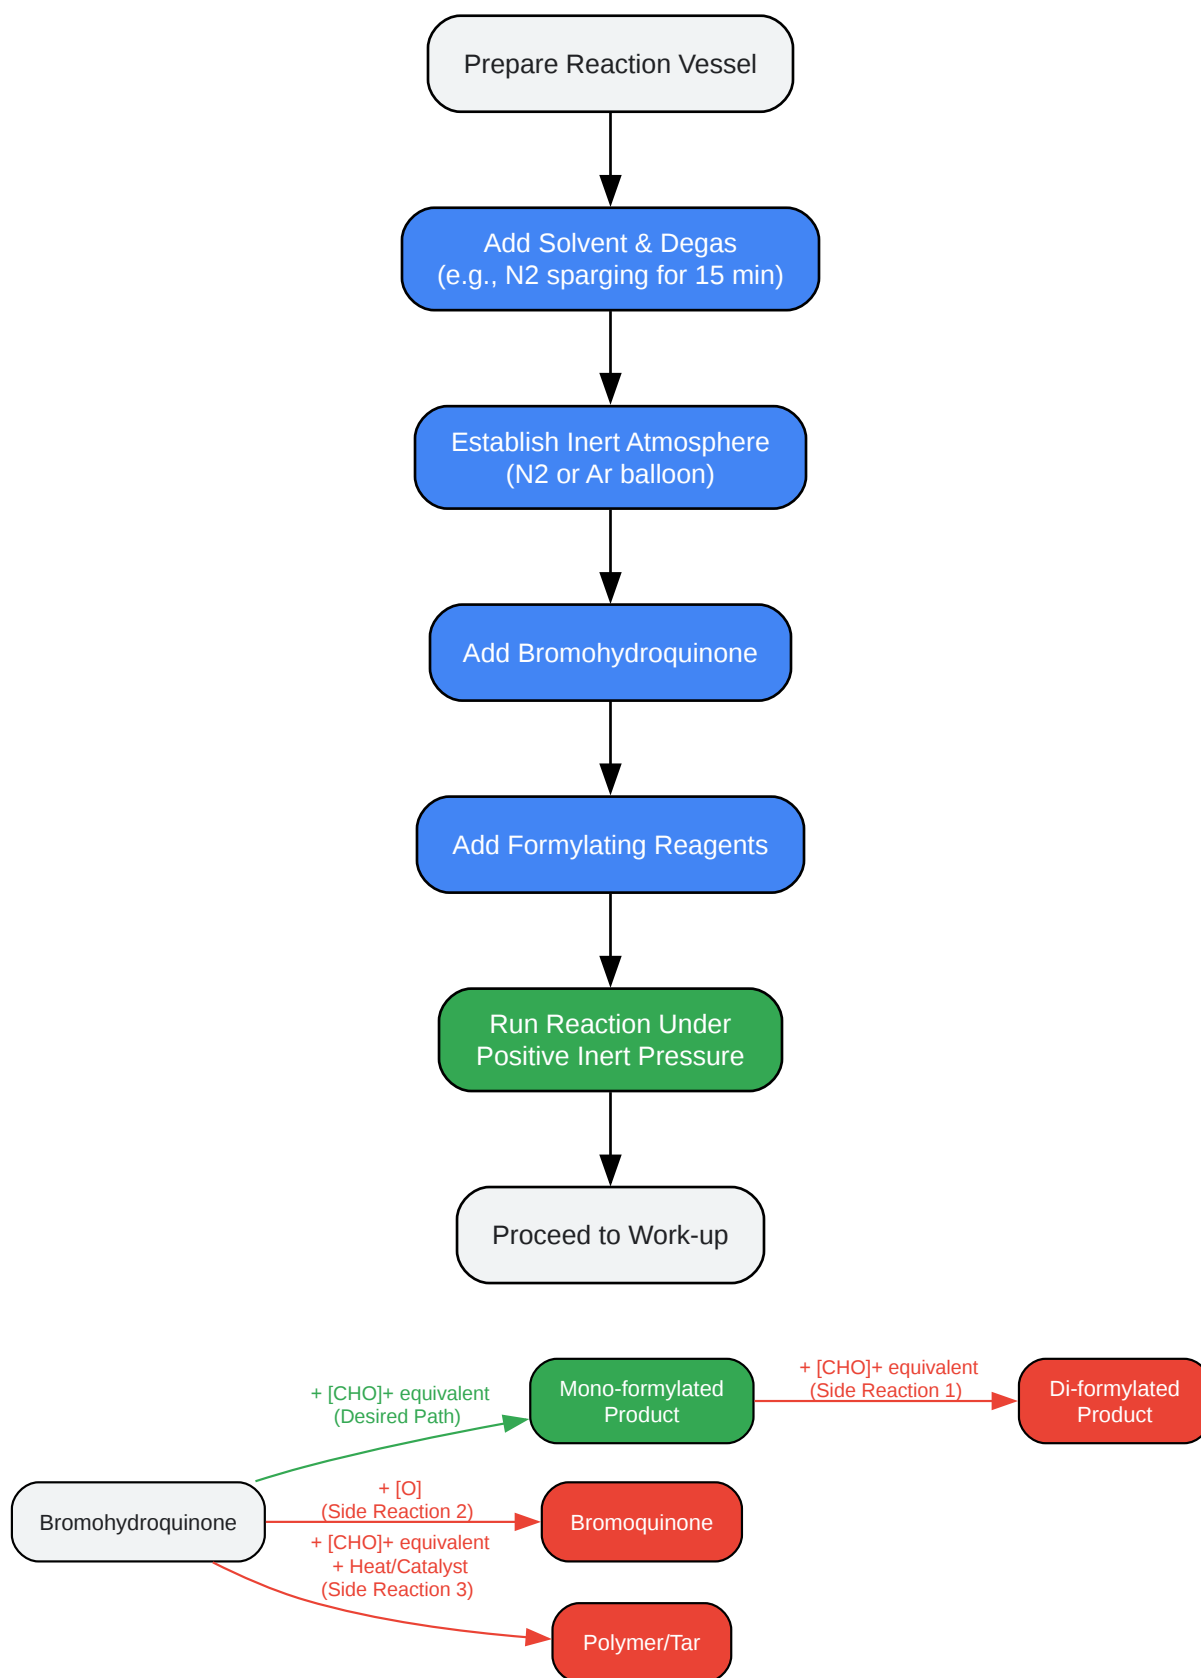 Prepare Reaction Vessel
Add Solvent & Degas
(e.g., N2 sparging for 15 min)
Establish Inert Atmosphere
(N2 or Ar balloon)
Add Bromohydroquinone
Add Formylating Reagents
Run Reaction Under
Positive Inert Pressure
Proceed to Work-up
+ [CHO]+ equivalent
(Desired Path)
Mono-formylated
Product
+ [CHO]+ equivalent
(Side Reaction 1)
Di-formylated
Product
Bromohydroquinone
+ [O]
(Side Reaction 2)
Bromoquinone
+ [CHO]+ equivalent
+ Heat/Catalyst
(Side Reaction 3)
Polymer/Tar